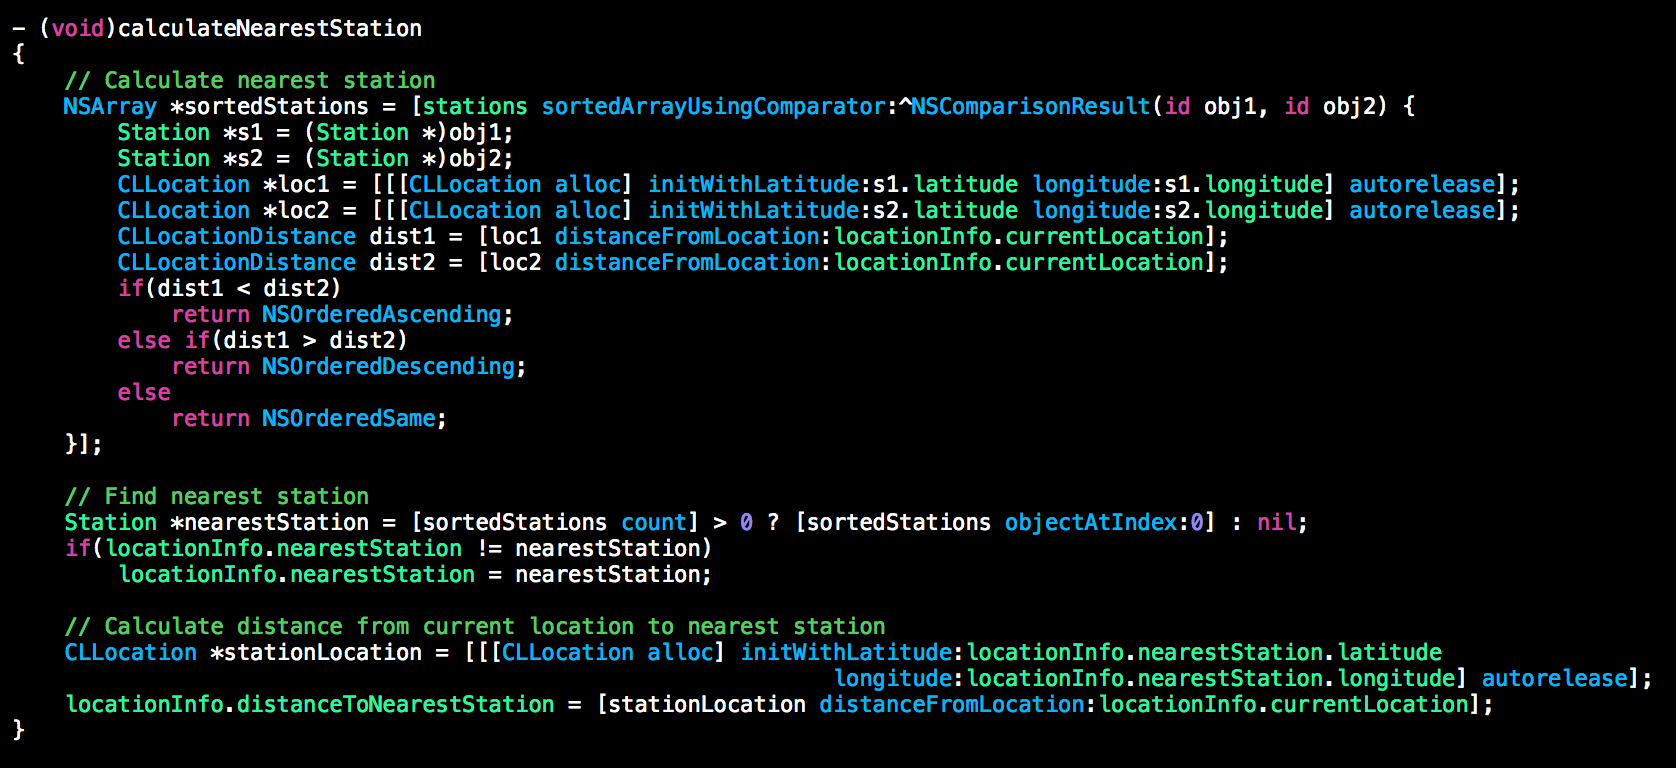 - (void)calculateNearestStation
{
    // Calculate nearest station
    NSArray *sortedStations = [stations sortedArrayUsingComparator:^NSComparisonResult(id obj1, id obj2) {
        Station *s1 = (Station *)obj1;
        Station *s2 = (Station *)obj2;
        CLLocation *loc1 = [[[CLLocation alloc] initWithLatitude:s1.latitude longitude:s1.longitude] autorelease];
        CLLocation *loc2 = [[[CLLocation alloc] initWithLatitude:s2.latitude longitude:s2.longitude] autorelease];
        CLLocationDistance dist1 = [loc1 distanceFromLocation:locationInfo.currentLocation];
        CLLocationDistance dist2 = [loc2 distanceFromLocation:locationInfo.currentLocation];
        if(dist1 < dist2)
            return NSOrderedAscending;
        else if(dist1 > dist2)
            return NSOrderedDescending;
        else
            return NSOrderedSame;
    }];

    // Find nearest station
    Station *nearestStation = [sortedStations count] > 0 ? [sortedStations objectAtIndex:0] : nil;
    if(locationInfo.nearestStation != nearestStation)
        locationInfo.nearestStation = nearestStation;

    // Calculate distance from current location to nearest station
    CLLocation *stationLocation = [[[CLLocation alloc] initWithLatitude:locationInfo.nearestStation.latitude
                                                              longitude:locationInfo.nearestStation.longitude] autorelease];
    locationInfo.distanceToNearestStation = [stationLocation distanceFromLocation:locationInfo.currentLocation];
}